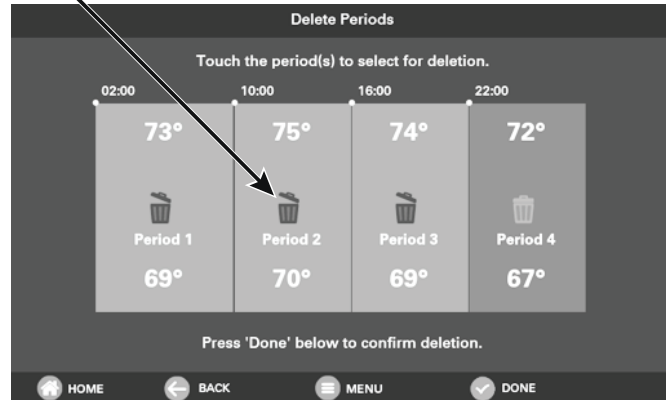 Delete Periods
Touch the period(s) to select for deletion.
02:00 10:00 16:00 22:00
73° 75° 74° 72°
Period 1 Period 2 Period 3 Period 4
69° 70° 69° 67°
Press 'Done' below to confirm deletion.
HOME BACK MENU DONE